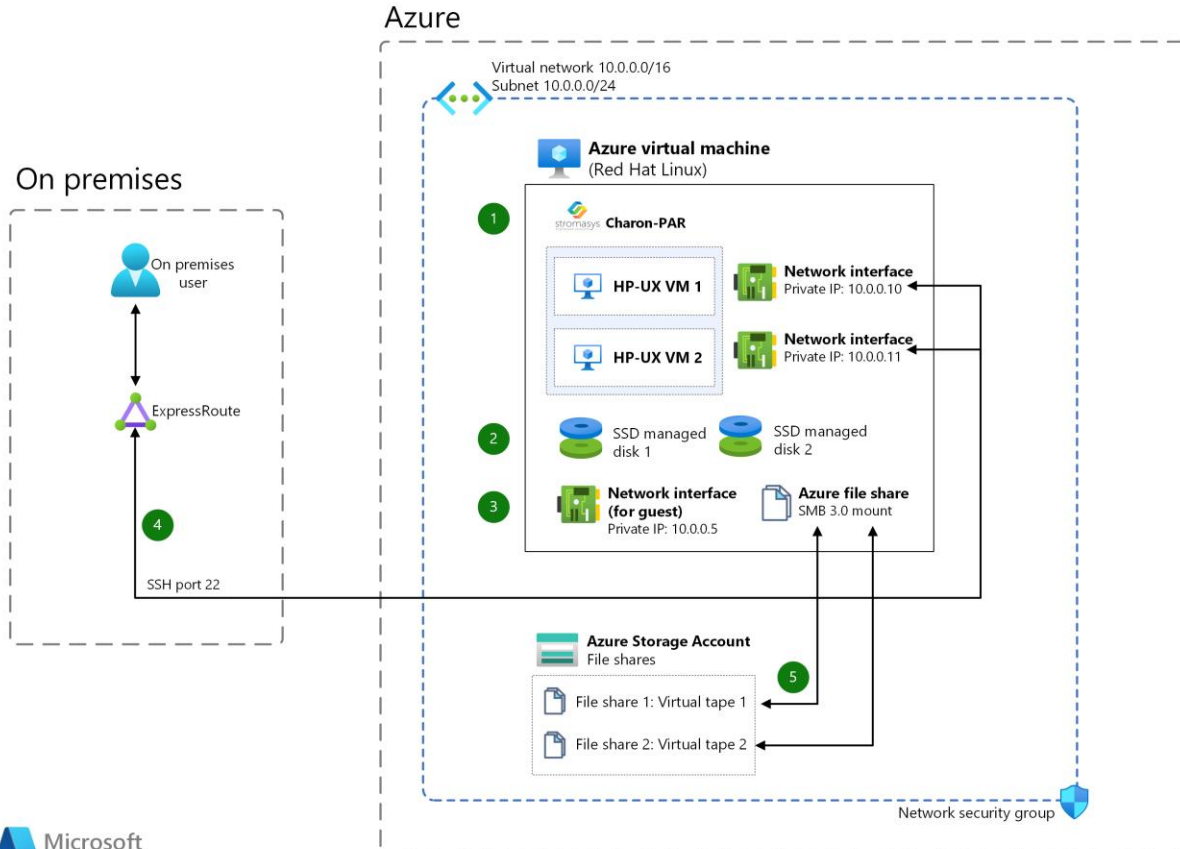 Azure
Virtual network 10.0.0.0/16
Subnet 10.0.0.0/24
On premises
On premises
user
ExpressRoute
4
SSH port 22
Azure virtual machine
(Red Hat Linux)
1
stromasys
Charon-PAR
HP-UX VM 1
Network interface
Private IP: 10.0.0.10
HP-UX VM 2
Network interface
Private IP: 10.0.0.11
2
SSD managed
disk 1
SSD managed
disk 2
3
Network interface
(for guest)
Private IP: 10.0.0.5
Azure file share
SMB 3.0 mount
Azure Storage Account
File shares
5
File share 1: Virtual tape 1
File share 2: Virtual tape 2
Network security group
Microsoft